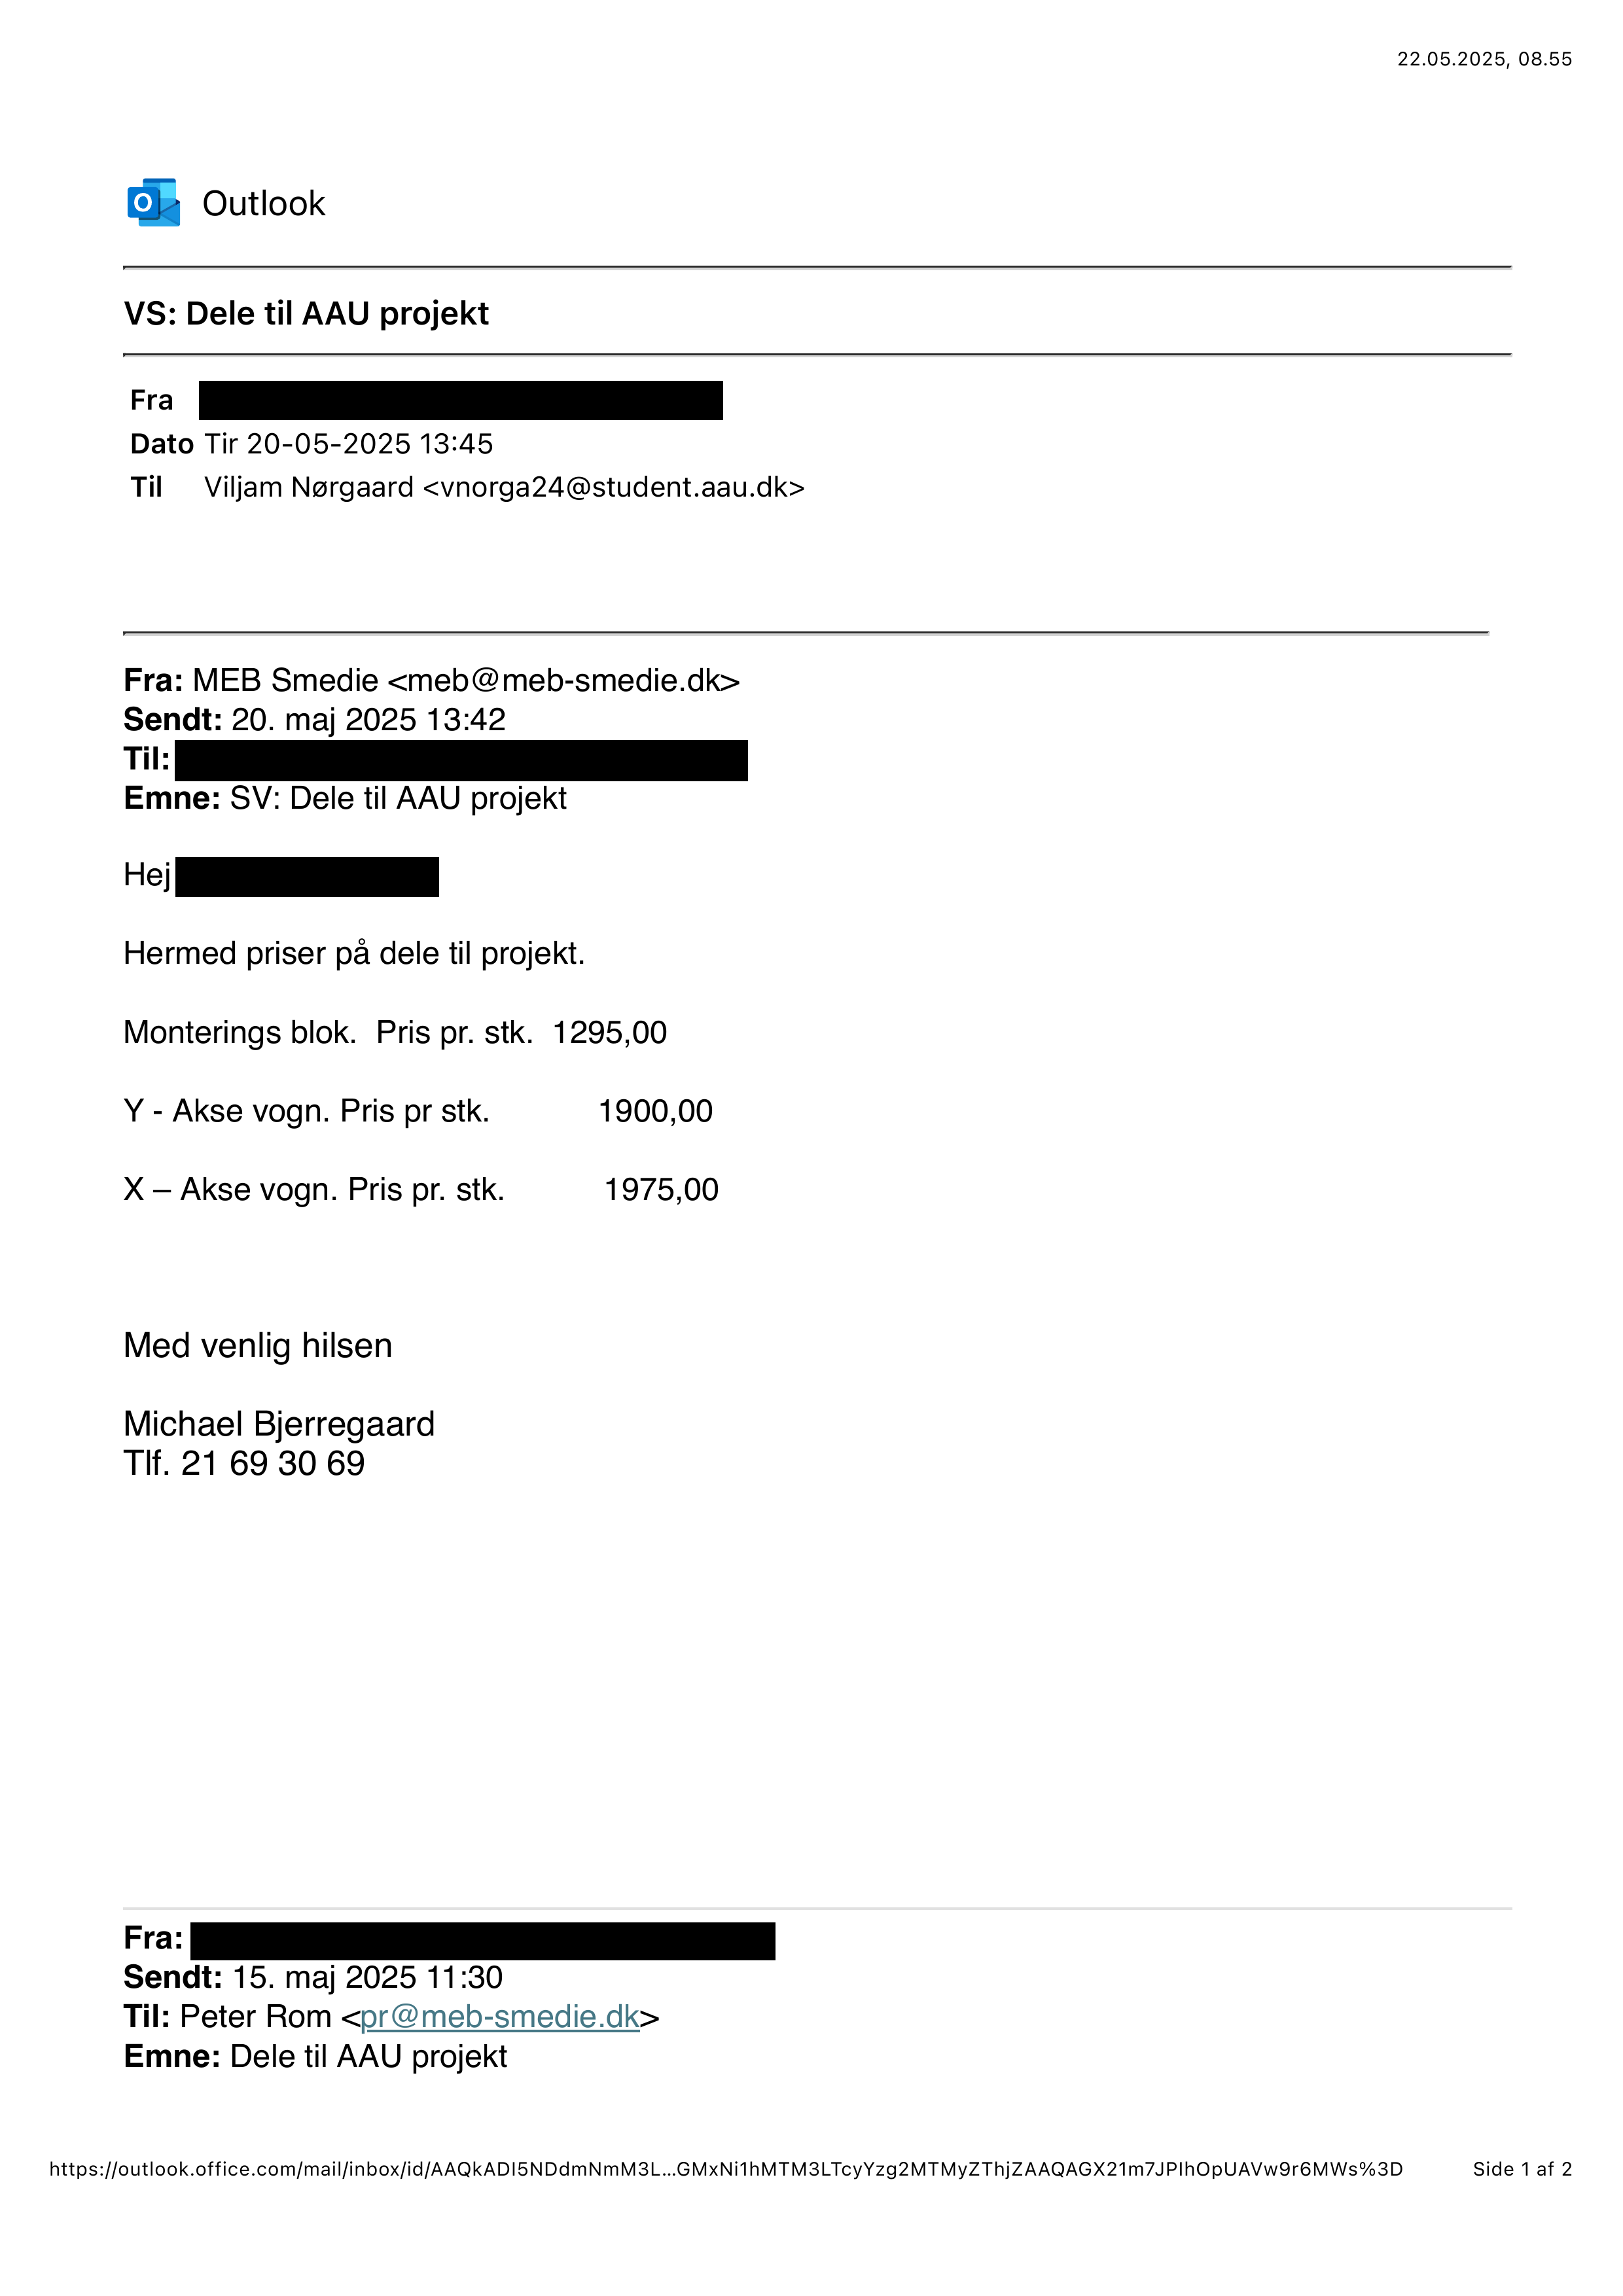 22.05.2025, 08.55
Outlook
VS: Dele til AAU projekt
Fra
Dato Tir 20-05-2025 13:45
Til Viljam Nørgaard <vnorga24@student.aau.dk>
Fra: MEB Smedie <meb@meb-smedie.dk>
Sendt: 20. maj 2025 13:42
Til:
Emne: SV: Dele til AAU projekt
Hej
Hermed priser på dele til projekt.
Monterings blok. Pris pr. stk. 1295,00
Y - Akse vogn. Pris pr stk. 1900,00
X – Akse vogn. Pris pr. stk. 1975,00
Med venlig hilsen
Michael Bjerregaard
Tlf. 21 69 30 69
Fra:
Sendt: 15. maj 2025 11:30
Til: Peter Rom <pr@meb-smedie.dk>
Emne: Dele til AAU projekt
https://outlook.office.com/mail/inbox/id/AAQkADI5NDdmNmM3L...GMxNi1hMTM3LTcyYzg2MTMyZThjZAAQAGX21m7JPIhOpUAVw9r6MWs%3D Side 1 af 2